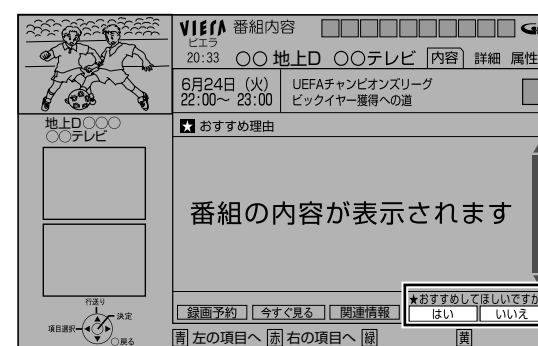 VIErA 番組内容
ビエラ
20:33 ○○ 地上D ○○テレビ 内容 詳細 属性
6月24日(火)
22:00～ 23:00
UEFAチャンピオンズリーグ
ビックイヤー獲得への道
地上D○○○
○○テレビ
★ おすすめ理由
番組の内容が表示されます
★おすすめしてほしいですか
はい いいえ
録画予約 今すぐ見る 関連情報
行送り
項目選択 決定
戻る
青 左の項目へ 赤 右の項目へ 緑 黄